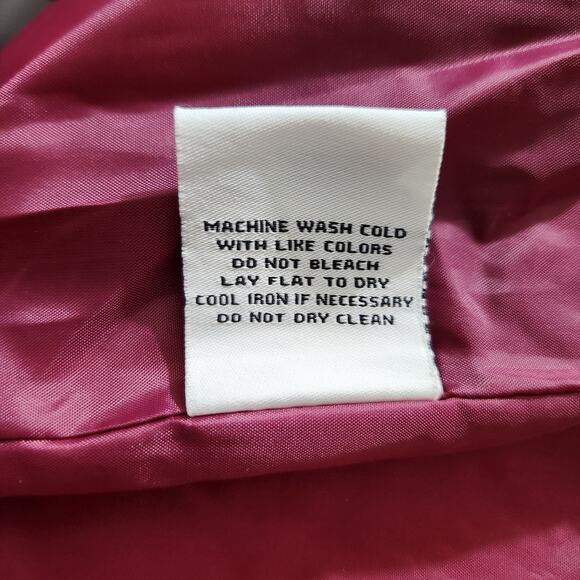 MACHINE WASH COLD
WITH LIKE COLORS
DO NOT BLEACH
LAY FLAT TO DRY
COOL IRON IF NECESSARY
DO NOT DRY CLEAN